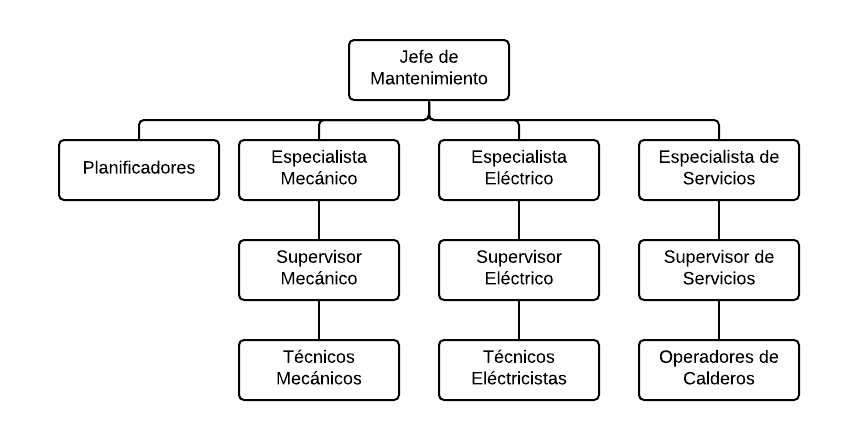 Jefe de
Mantenimiento
Planificadores
Especialista
Mecánico
Especialista
Eléctrico
Especialista de
Servicios
Supervisor
Mecánico
Supervisor
Eléctrico
Supervisor de
Servicios
Técnicos
Mecánicos
Técnicos
Eléctricistas
Operadores de
Calderos